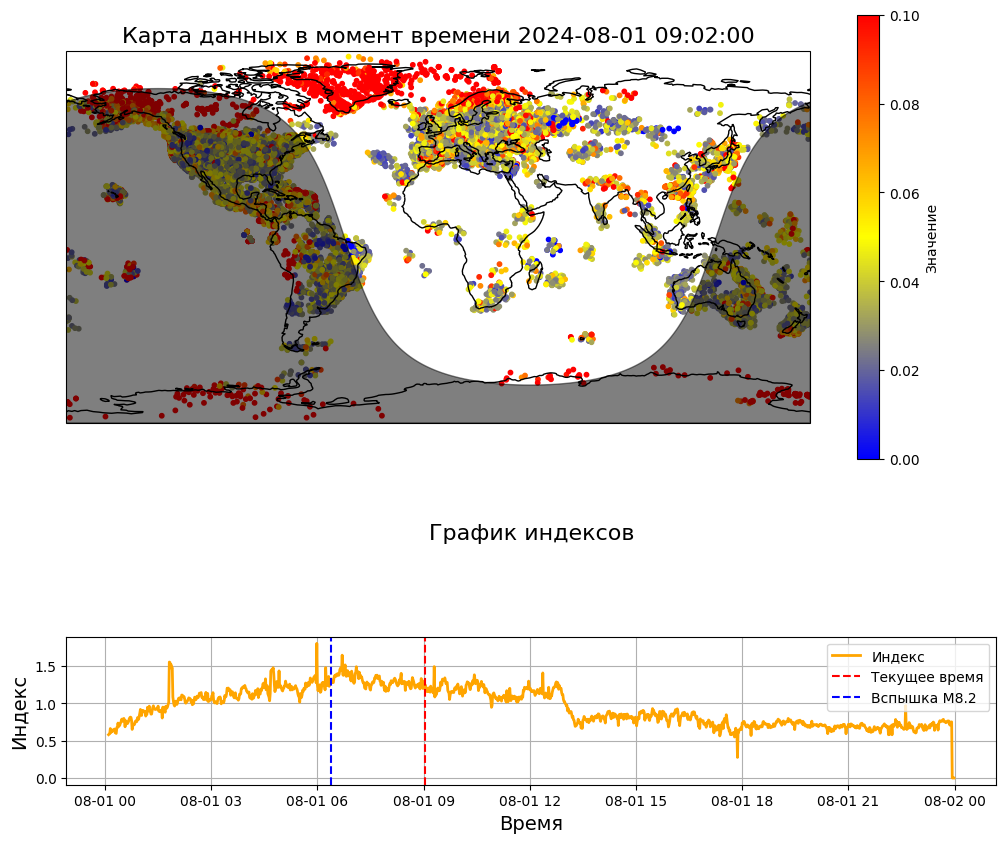 Карта данных в момент времени 2024-08-01 09:02:00
0.10
0.08
0.06
0.04
0.02
0.00
Значение
График индексов
Индекс
1.5
1.0
0.5
0.0
Индекс
Текущее время
Вспышка M8.2
08-01 00
08-01 03
08-01 06
08-01 09
08-01 12
08-01 15
08-01 18
08-01 21
08-02 00
Время